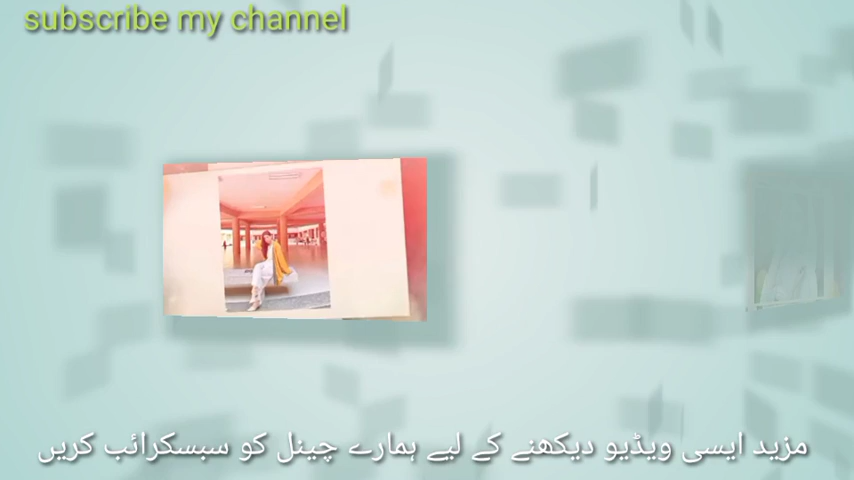 subscribe my channel
مزید ایسی ویڈیو دیکھنے کے لیے ہمارے چینل کو سبسکرائب کریں